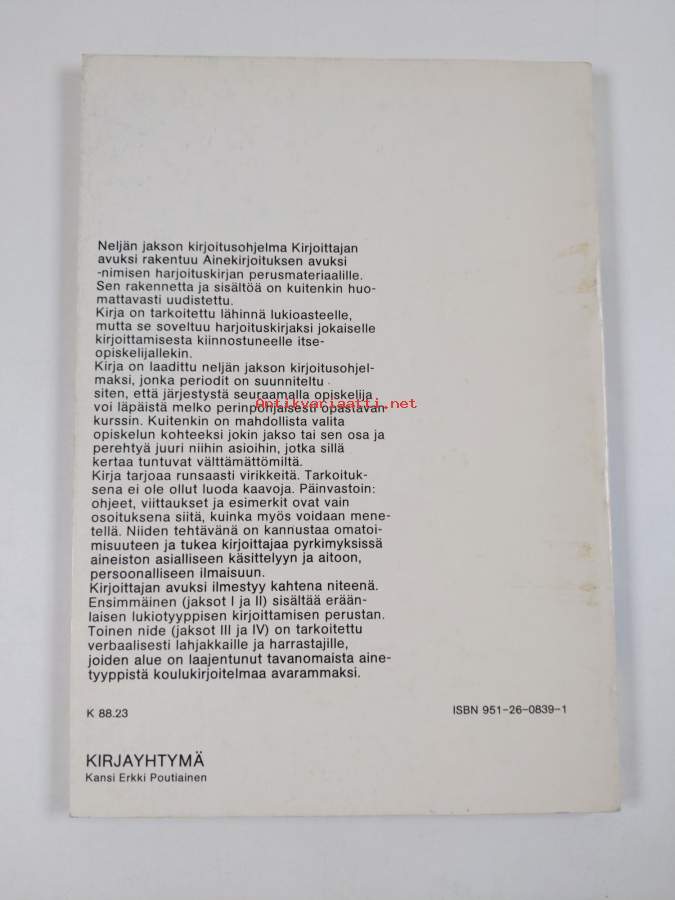 Neljän jakson kirjoitusohjelma Kirjoittajan
avuksi rakentuu Ainekirjoituksen avuksi
-nimisen harjoituskirjan perusmateriaalille.
Sen rakennetta ja sisältöä on kuitenkin huo-
mattavasti uudistettu.
Kirja on tarkoitettu lähinnä lukioasteelle,
mutta se soveltuu harjoituskirjaksi jokaiselle
kirjoittamisesta kiinnostuneelle itse-
opiskelijallekin.
Kirja on laadittu neljän jakson kirjoitusohjel-
maksi, jonka periodit on suunniteltu
siten, että järjestystä seuraamalla opiskelija
Antikvariaatti.net
voi läpäistä melko perinpohjaisesti opastavan
kurssin. Kuitenkin on mahdollista valita
opiskelun kohteeksi jokin jakso tai sen osa ja
perehtyä juuri niihin asioihin, jotka sillä
kertaa tuntuvat välttämättömiltä.
Kirja tarjoaa runsaasti virikkeitä. Tarkoituk-
sena ei ole ollut luoda kaavoja. Päinvastoin:
ohjeet, viittaukset ja esimerkit ovat vain
osoituksena siitä, kuinka myös voidaan mene-
tellä. Niiden tehtävänä on kannustaa omatoi-
misuuteen ja tukea kirjoittajaa pyrkimyksissä
aineiston asialliseen käsittelyyn ja aitoon,
persoonalliseen ilmaisuun.
Kirjoittajan avuksi ilmestyy kahtena niteenä.
Ensimmäinen (jaksot I ja II) sisältää erään-
laisen lukiotyyppisen kirjoittamisen perustan.
Toinen nide (jaksot III ja IV) on tarkoitettu
verbaalisesti lahjakkaille ja harrastajille,
joiden alue on laajentunut tavanomaista aine-
tyyppistä koulukirjoitelmaa avarammaksi.
K 88.23
ISBN 951-26-0839-1
KIRJAYHTYMÄ
Kansi Erkki Poutiainen